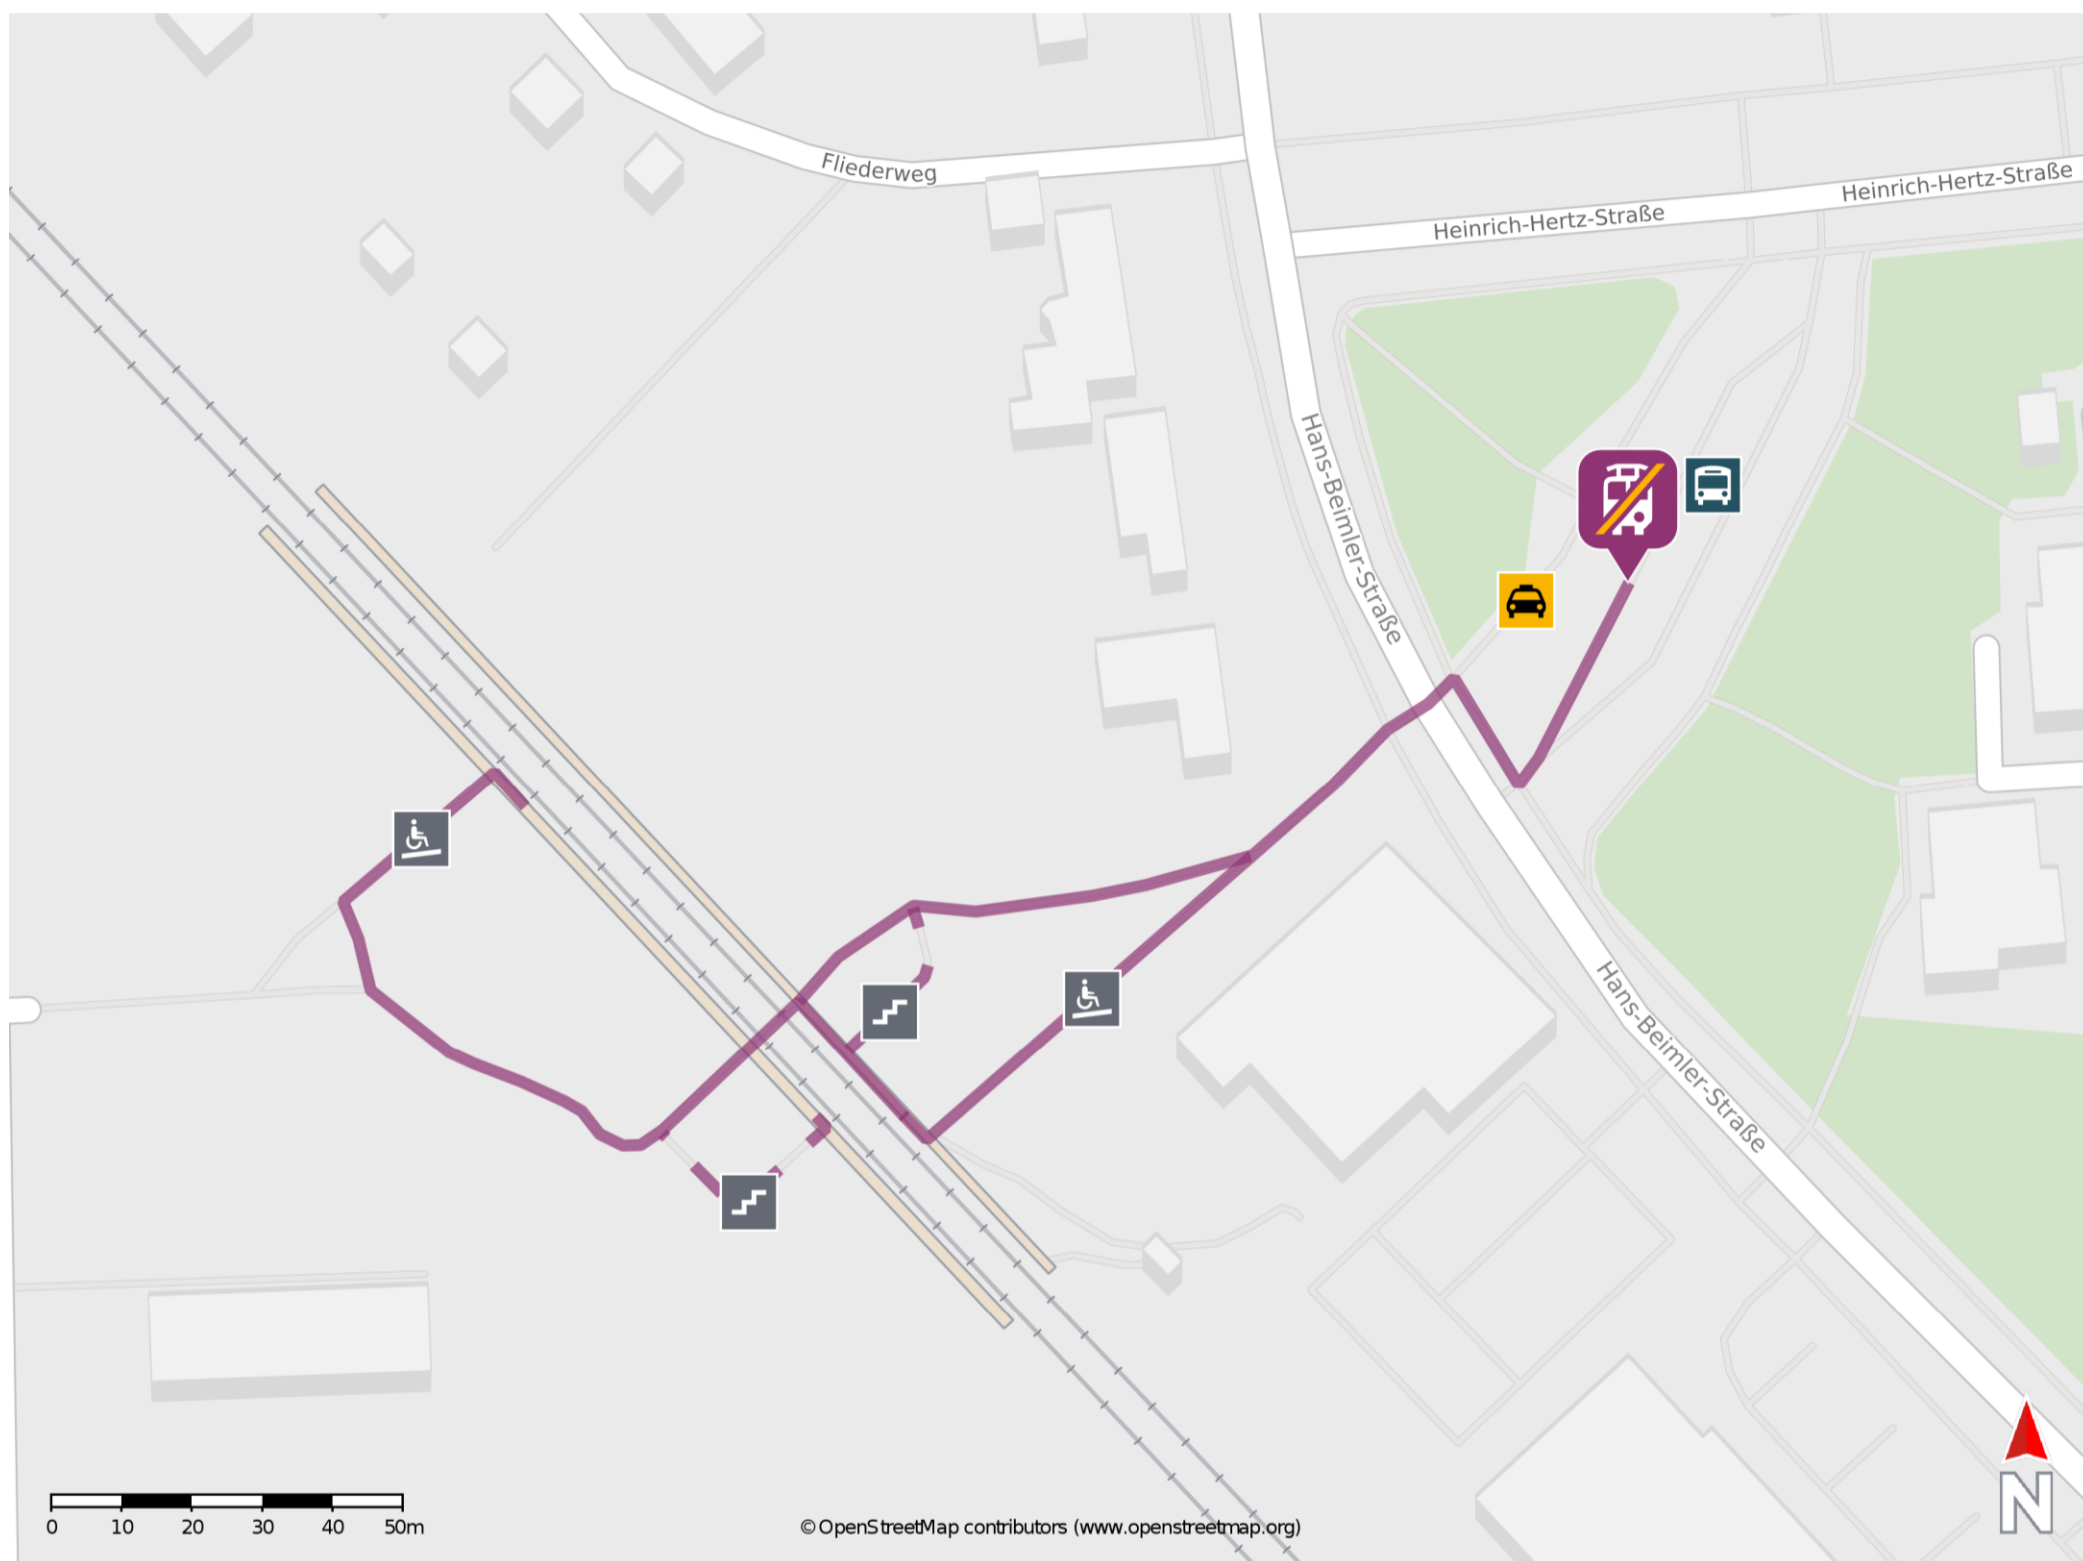 Fliederweg
Heinrich-Hertz-Straße
Heinrich-Hertz-Straße
Hans-Beimler-Straße
Hans-Beimler-Straße
N
0 10 20 30 40 50m
© OpenStreetMap contributors (www.openstreetmap.org)